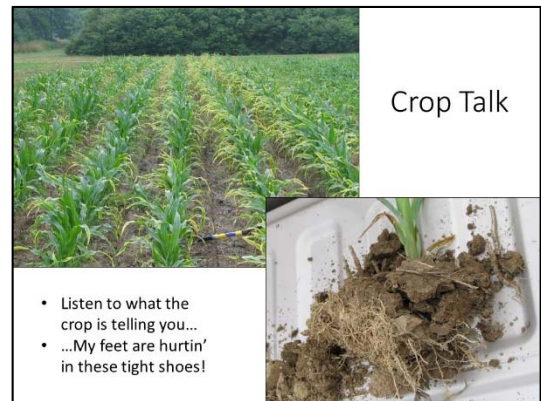 Crop Talk
• Listen to what the
crop is telling you…
• …My feet are hurtin’
in these tight shoes!